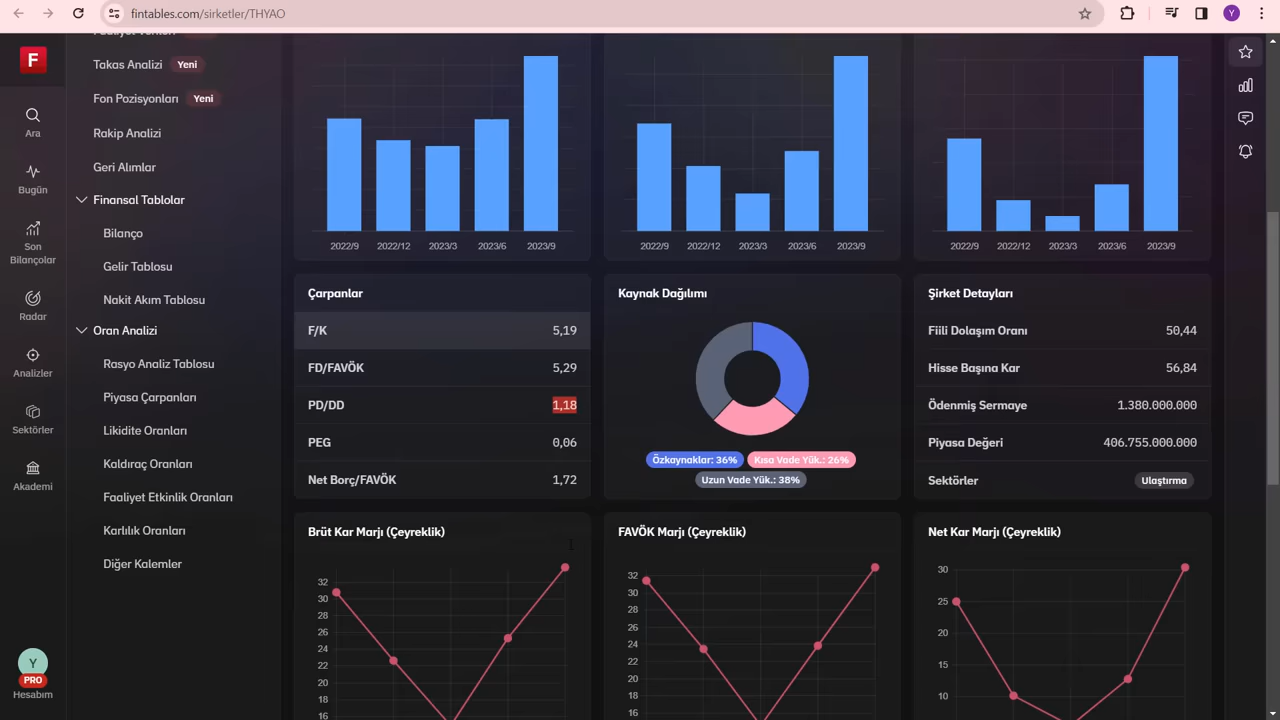 fintables.com/sirketler/THYAO
Y
F
Ara
Bugün
Son
Bilançolar
Radar
Analizler
Sektörler
Akademi
Y
PRO
Hesabım
Takas Analizi Yeni
Fon Pozisyonları Yeni
Rakip Analizi
Geri Alımlar
Finansal Tablolar
Bilanço
Gelir Tablosu
Nakit Akım Tablosu
Oran Analizi
Rasyo Analiz Tablosu
Piyasa Çarpanları
Likidite Oranları
Kaldıraç Oranları
Faaliyet Etkinlik Oranları
Karlılık Oranları
Diğer Kalemler
2022/9 2022/12 2023/3 2023/6 2023/9
2022/9 2022/12 2023/3 2023/6 2023/9
2022/9 2022/12 2023/3 2023/6 2023/9
Çarpanlar
F/K 5,19
FD/FAVÖK 5,29
PD/DD 1,18
PEG 0,06
Net Borç/FAVÖK 1,72
Kaynak Dağılımı
Özkaynaklar: 36% Kısa Vade Yük.: 26%
Uzun Vade Yük.: 38%
Şirket Detayları
Fiili Dolaşım Oranı 50,44
Hisse Başına Kar 56,84
Ödenmiş Sermaye 1.380.000.000
Piyasa Değeri 406.755.000.000
Sektörler Ulaştırma
Brüt Kar Marjı (Çeyreklik)
32
30
28
26
24
22
20
18
16
FAVÖK Marjı (Çeyreklik)
32
30
28
26
24
22
20
18
16
Net Kar Marjı (Çeyreklik)
30
25
20
15
10